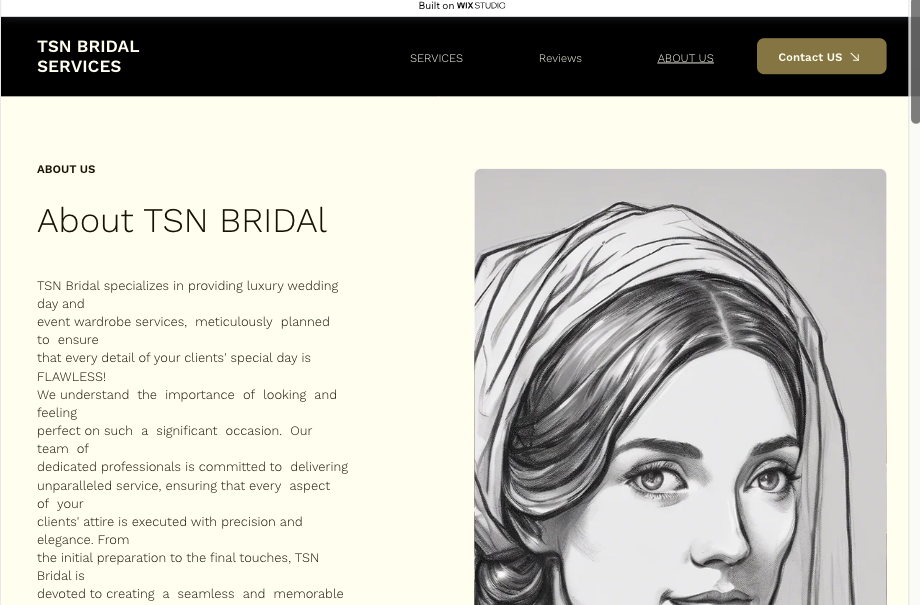 Built on WIX STUDIO
TSN BRIDAL
SERVICES
SERVICES
Reviews
ABOUT US
Contact US
ABOUT US
About TSN BRIDAl
TSN Bridal specializes in providing luxury wedding
day and
event wardrobe services, meticulously planned
to ensure
that every detail of your clients' special day is
FLAWLESS!
We understand the importance of looking and
feeling
perfect on such a significant occasion. Our
team of
dedicated professionals is committed to delivering
unparalleled service, ensuring that every aspect
of your
clients' attire is executed with precision and
elegance. From
the initial preparation to the final touches, TSN
Bridal is
devoted to creating a seamless and memorable